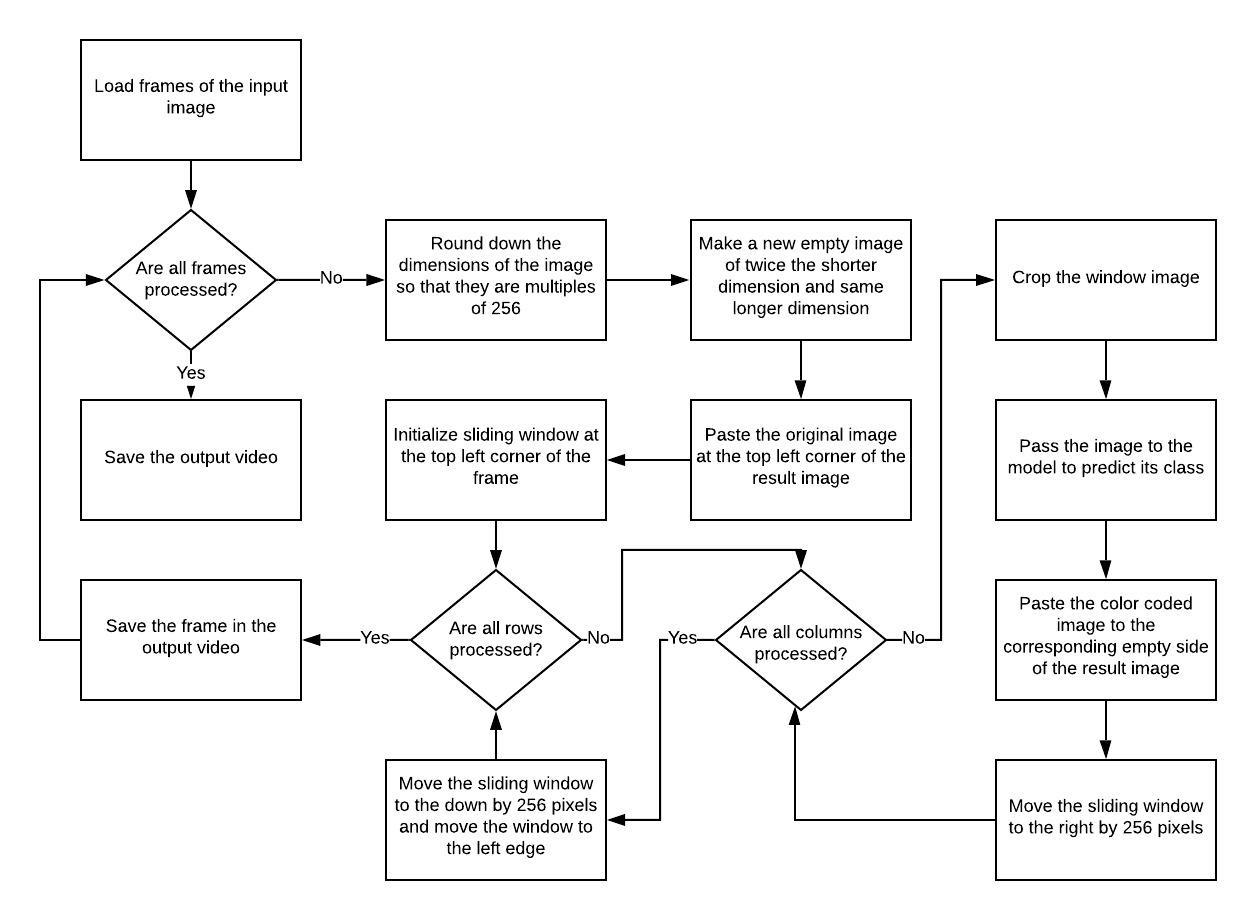 Load frames of the input
image
Are all frames
processed?
No
Yes
Save the output video
Round down the
dimensions of the image
so that they are multiples
of 256
Make a new empty image
of twice the shorter
dimension and same
longer dimension
Paste the original image
at the top left corner of the
result image
Initialize sliding window at
the top left corner of the
frame
Are all rows
processed?
Yes
No
Save the frame in the
output video
Are all columns
processed?
Yes
No
Move the sliding window
to the down by 256 pixels
and move the window to
the left edge
Crop the window image
Pass the image to the
model to predict its class
Paste the color coded
image to the
corresponding empty side
of the result image
Move the sliding window
to the right by 256 pixels